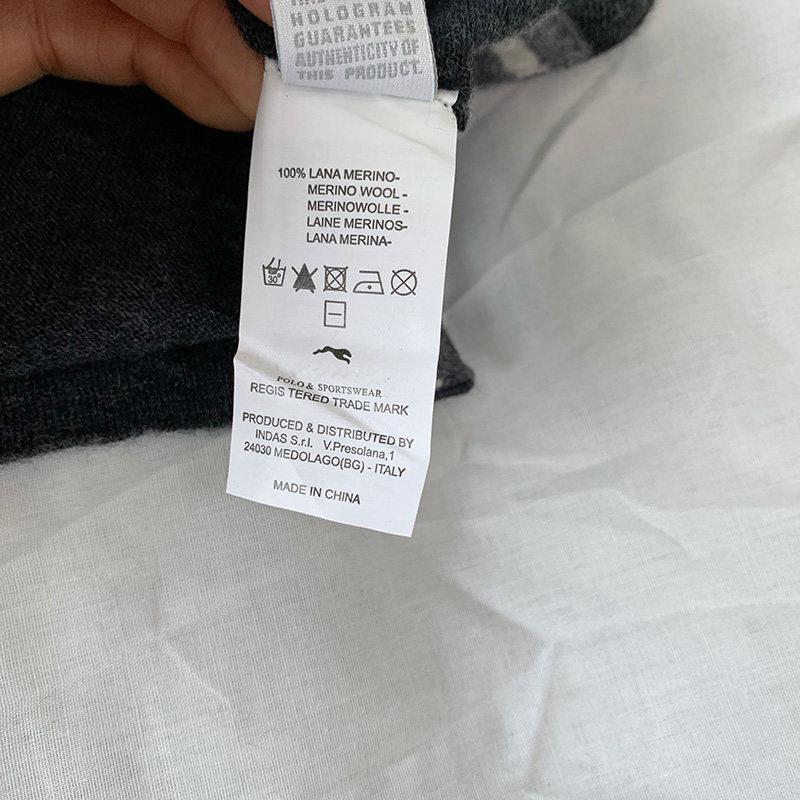 HOLOGRAM
GUARANTEES
AUTHENTICITY OF
THIS PRODUCT.
100% LANA MERINO-
MERINO WOOL-
MERINOWOLLE-
LAINE MERINOS-
LANA MERINA-
30°
POLO & SPORTSWEAR
REGIS TERED TRADE MARK
PRODUCED & DISTRIBUTED BY
INDAS S.r.l. V.Presolana,1
24030 MEDOLAGO(BG) - ITALY
MADE IN CHINA